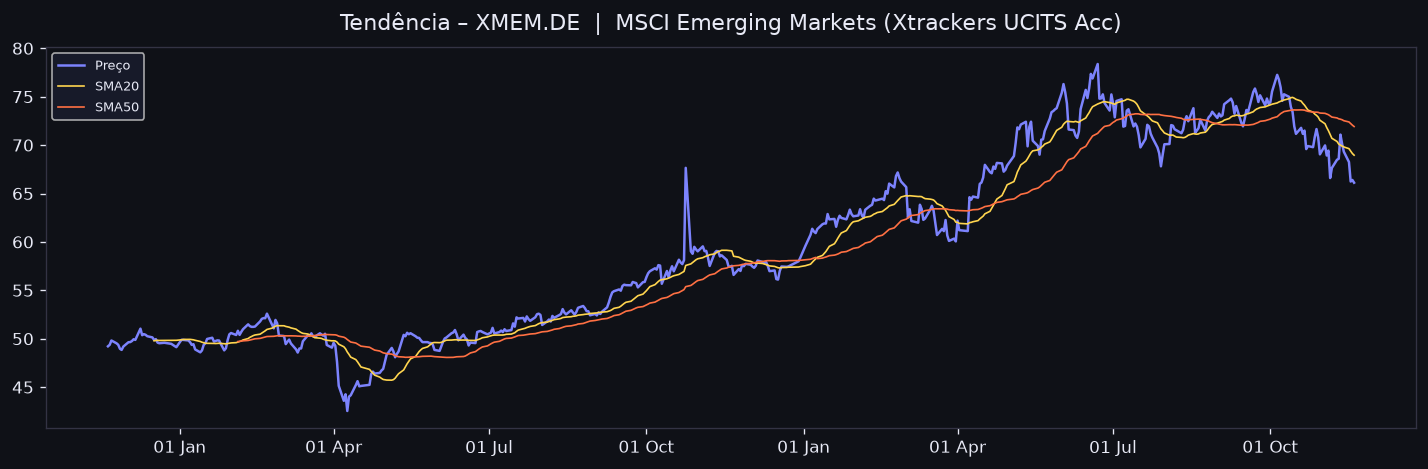 Tendência – XMEM.DE | MSCI Emerging Markets (Xtrackers UCITS Acc)
Preço
SMA20
SMA50
80
75
70
65
60
55
50
45
01 Jan
01 Apr
01 Jul
01 Oct
01 Jan
01 Apr
01 Jul
01 Oct